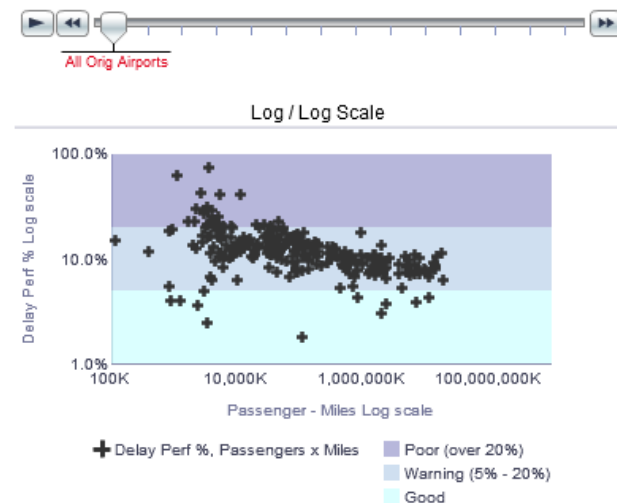 All Orig Airports
Log / Log Scale
Delay Perf % Log scale
100.0%
10.0%
1.0%
100K 10,000K 1,000,000K 100,000,000K
Passenger - Miles Log scale
Delay Perf %, Passengers x Miles
Poor (over 20%)
Warning (5% - 20%)
Good